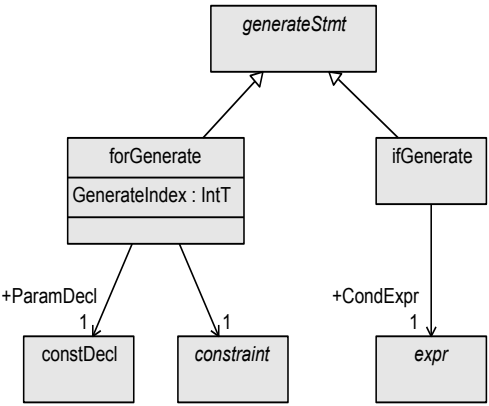 generateStmt
forGenerate
ifGenerate
GenerateIndex : IntT
+ParamDecl
+CondExpr
1
1
1
constDecl
constraint
expr